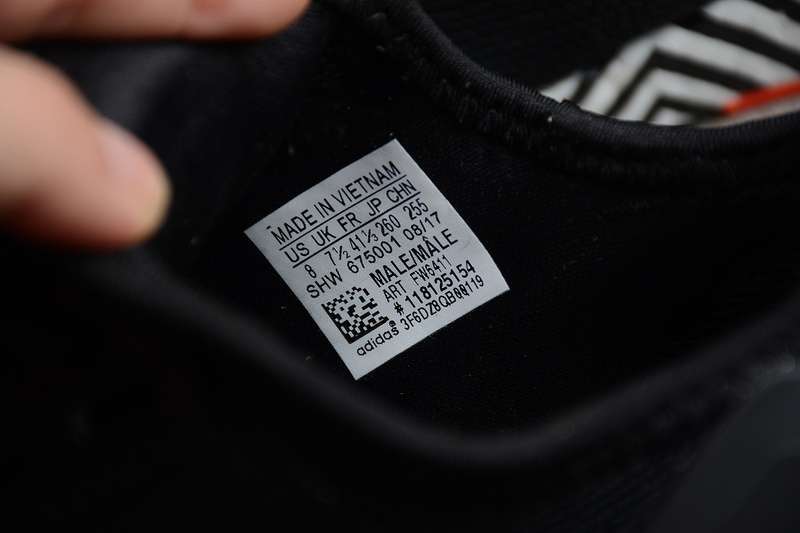 MADE IN VIETNAM
US UK FR JP CHN
8 7½ 41⅓ 260 255
SHW 675001 08/17
MALE/MÂLE
ART FW6411
#118125154
adidas® 3F6DZ8QB